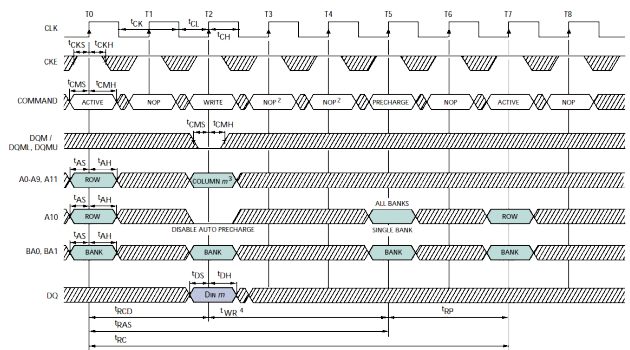 T0 T1 T2 T3 T4 T5 T6 T7 T8
CLK tCK tCL tCH
tCKS tCKH
CKE
tCMS tCMH
COMMAND ACTIVE NOP WRITE NOP 2 NOP 2 PRECHARGE NOP ACTIVE NOP
tCMS tCMH
DQM /
DQML, DQMU
tAS tAH
A0-A9, A11 ROW COLUMN m 3
tAS tAH ALL BANKS
A10 ROW ROW
DISABLE AUTO PRECHARGE SINGLE BANK
tAS tAH
BA0, BA1 BANK BANK BANK BANK
tDS tDH
DQ DIN m
tRCD tWR 4 tRP
tRAS
tRC